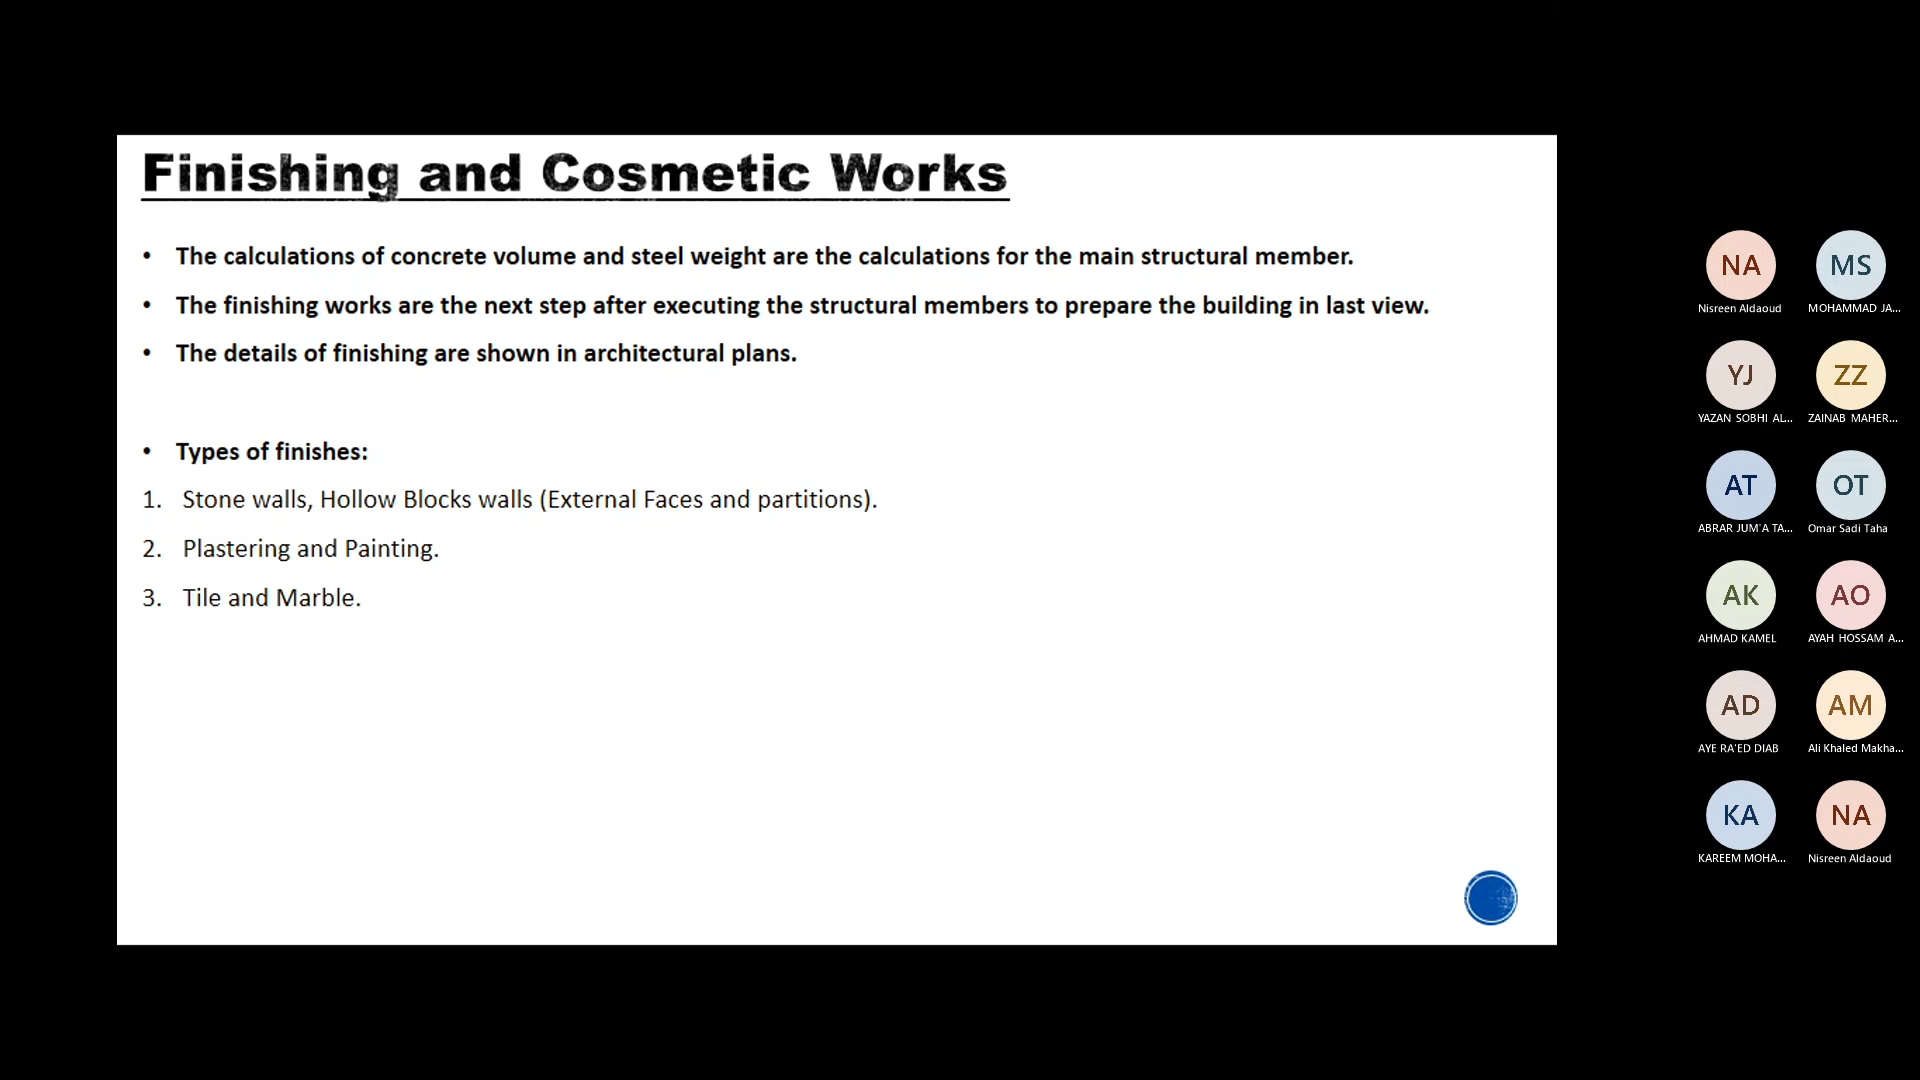 Finishing and Cosmetic Works
• The calculations of concrete volume and steel weight are the calculations for the main structural member.
• The finishing works are the next step after executing the structural members to prepare the building in last view.
• The details of finishing are shown in architectural plans.
• Types of finishes:
1. Stone walls, Hollow Blocks walls (External Faces and partitions).
2. Plastering and Painting.
3. Tile and Marble.
NA MS
Nisreen Aldaoud MOHAMMAD JA...
YJ ZZ
YAZAN SOBHI AL... ZAINAB MAHER...
AT OT
ABRAR JUM'A TA... Omar Sadi Taha
AK AO
AHMAD KAMEL AYAH HOSSAM A...
AD AM
AYE RA'ED DIAB Ali Khaled Makha...
KA NA
KAREEM MOHA... Nisreen Aldaoud